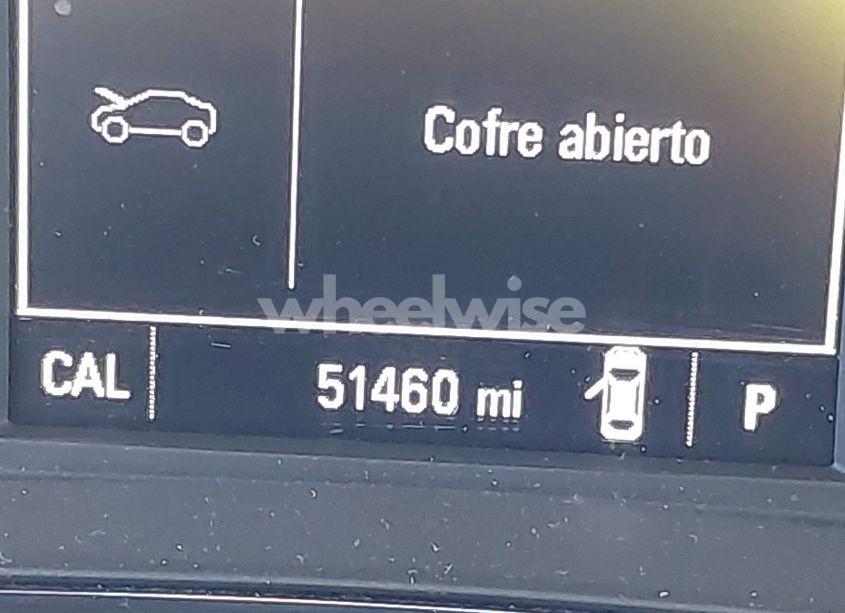 Cofre abierto
wheelwise
CAL 51460 mi P